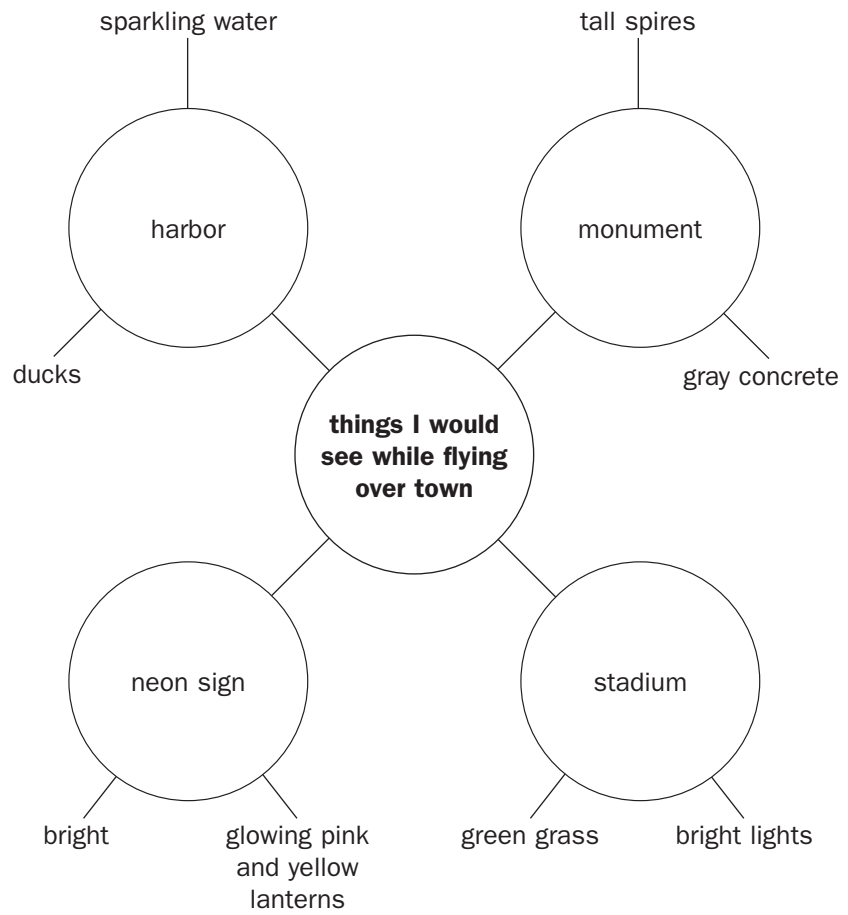 sparkling water
tall spires
harbor
monument
ducks
gray concrete
things I would
see while flying
over town
neon sign
stadium
bright
glowing pink
and yellow
lanterns
green grass
bright lights